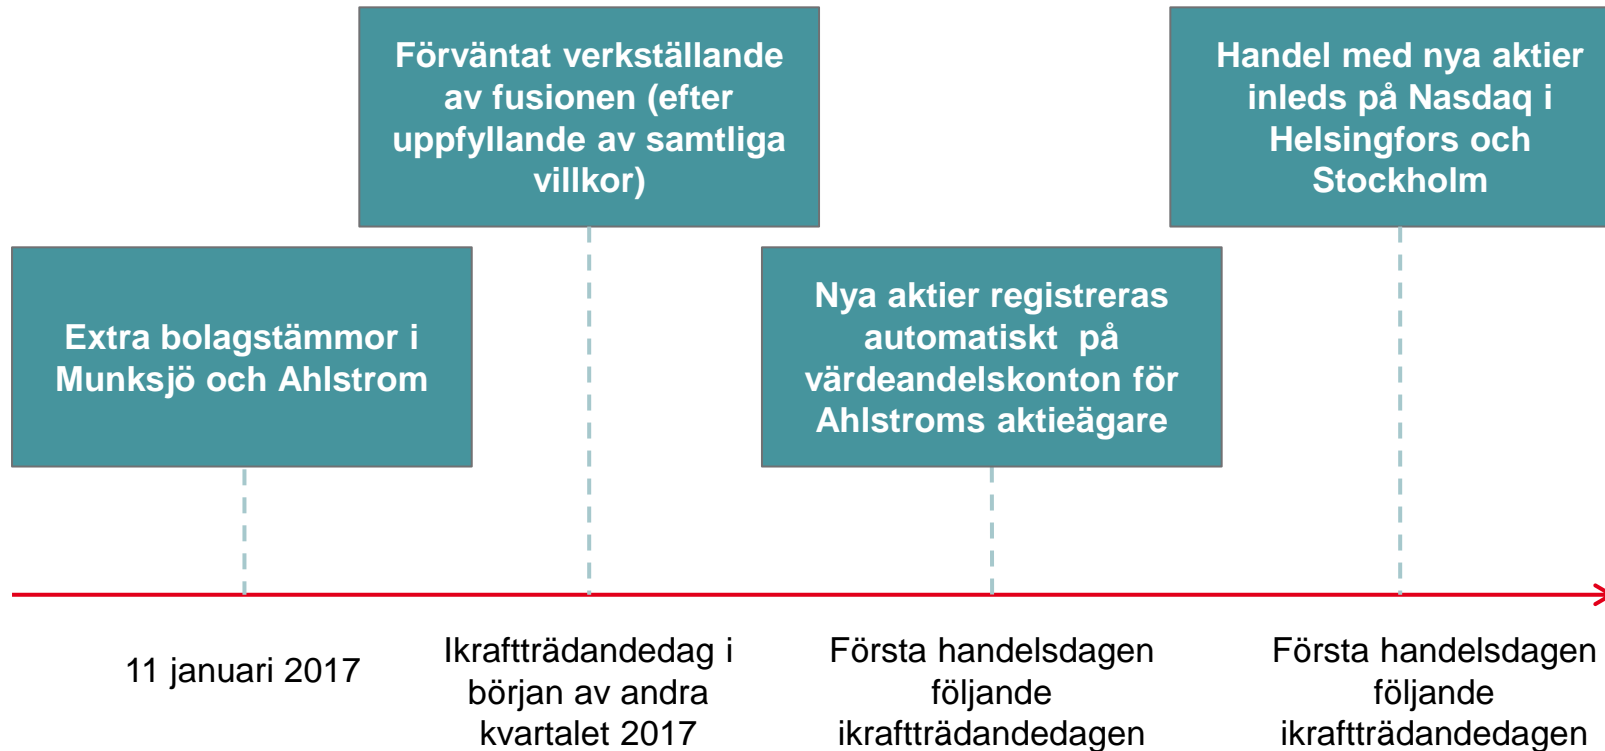 Förväntat verkställande
av fusionen (efter
uppfyllande av samtliga
villkor)
Handel med nya aktier
inleds på Nasdaq i
Helsingfors och
Stockholm
Extra bolagstämmor i
Munksjö och Ahlstrom
Nya aktier registreras
automatiskt på
värdeandelskonton för
Ahlstroms aktieägare
11 januari 2017
Ikraftträdandedag i
början av andra
kvartalet 2017
Första handelsdagen
följande
ikraftträdandedagen
Första handelsdagen
följande
ikraftträdandedagen